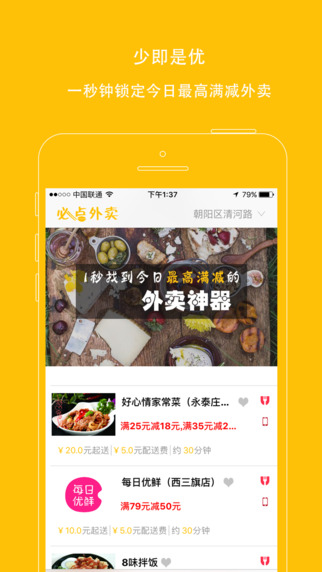 少即是优
一秒钟锁定今日最高满减外卖
中国联通 下午1:37 79%
必点外卖 朝阳区清河路
1秒找到今日最高满减的
外卖神器
好心情家常菜（永泰庄...
满25元减18元,满35元减2...
￥20.0元起送|￥5.0元配送费|约30分钟
每日优鲜
每日优鲜（西三旗店）
满79元减50元
￥10.0元起送|￥5.0元配送费|约30分钟
8味拌饭